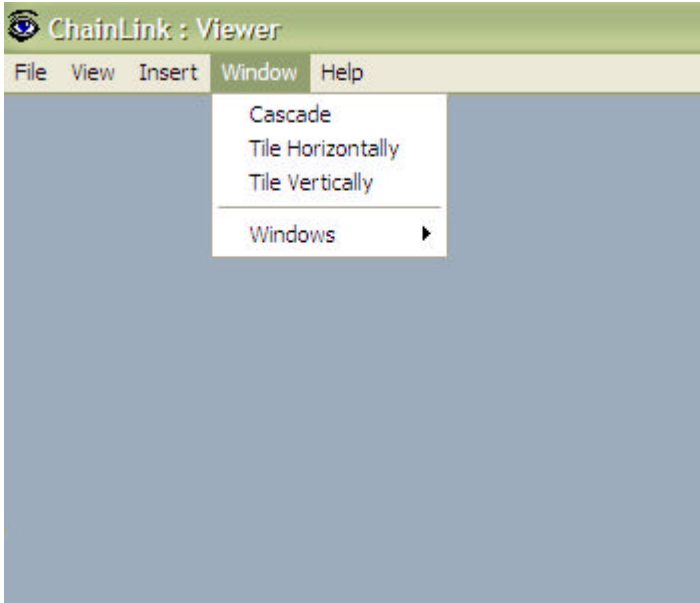 ChainLink : Viewer
File View Insert Window Help
Cascade
Tile Horizontally
Tile Vertically
Windows